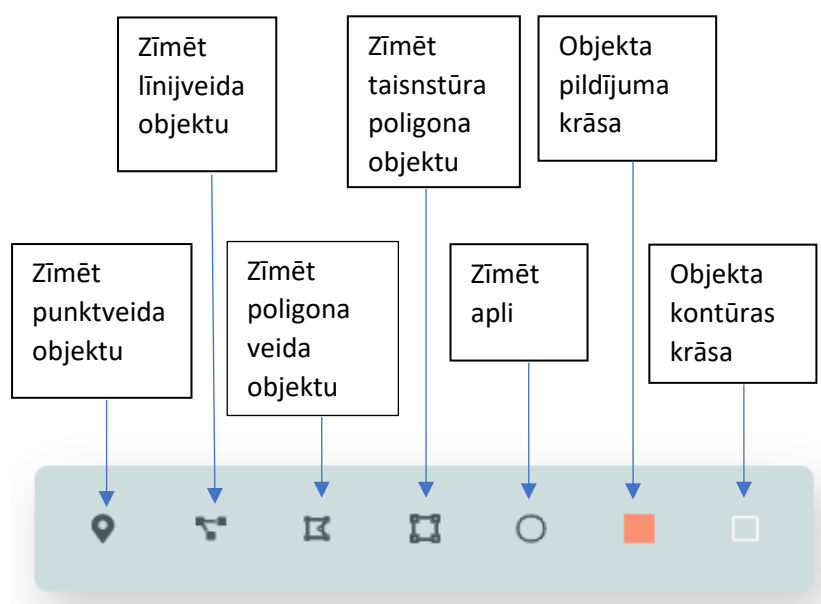 Zīmēt
līnijveida
objektu
Zīmēt
taisnstūra
poligona
objektu
Objekta
pildījuma
krāsa
Zīmēt
punktveida
objektu
Zīmēt
poligona
veida
objektu
Zīmēt
apli
Objekta
kontūras
krāsa